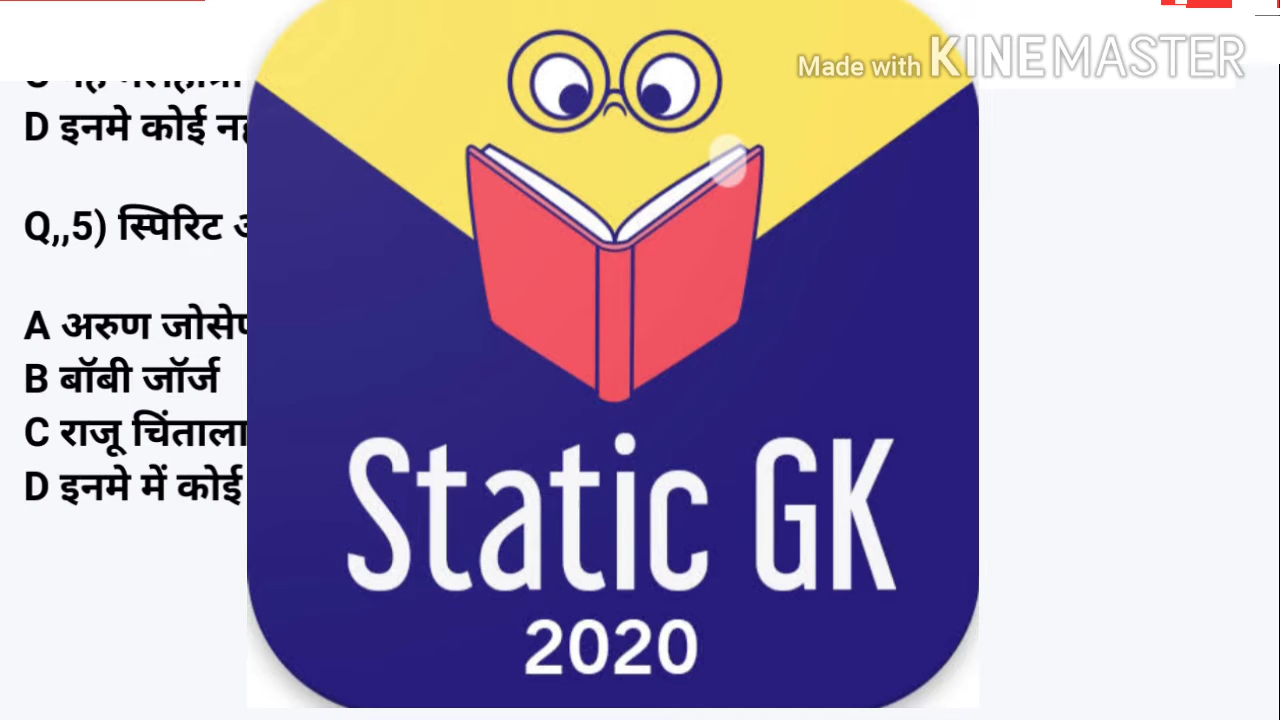 Made with KINEMASTER
D इनमे कोई
Q,,5) स्पिरिट
A अरुण
B बॉबी जॉर्ज
C राजू चिंताला
D इनमे में कोई
Static GK
2020